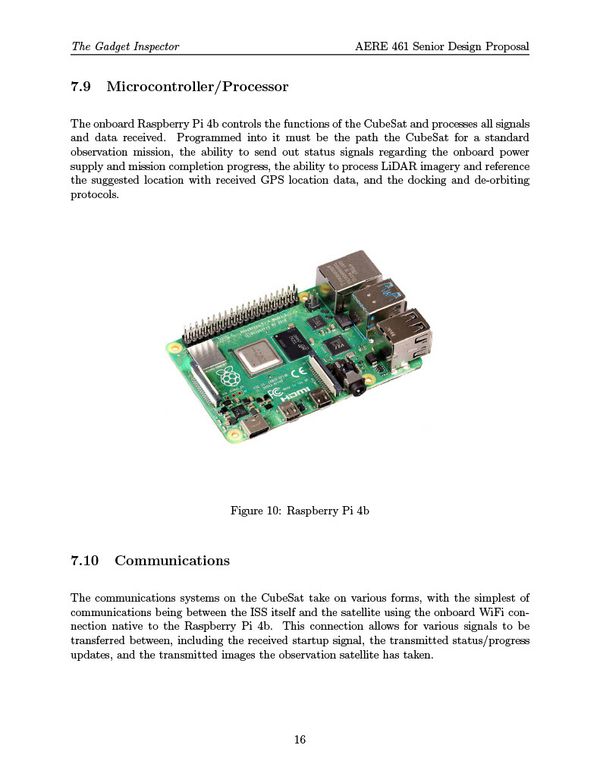 The Gadget Inspector AERE 461 Senior Design Proposal
7.9 Microcontroller/Processor
The onboard Raspberry Pi 4b controls the functions of the CubeSat and processes all signals
and data received. Programmed into it must be the path the CubeSat for a standard
observation mission, the ability to send out status signals regarding the onboard power
supply and mission completion progress, the ability to process LiDAR imagery and reference
the suggested location with received GPS location data, and the docking and de-orbiting
protocols.
HDMI
FC CE
Figure 10: Raspberry Pi 4b
7.10 Communications
The communications systems on the CubeSat take on various forms, with the simplest of
communications being between the ISS itself and the satellite using the onboard WiFi con-
nection native to the Raspberry Pi 4b. This connection allows for various signals to be
transferred between, including the received startup signal, the transmitted status/progress
updates, and the transmitted images the observation satellite has taken.
16